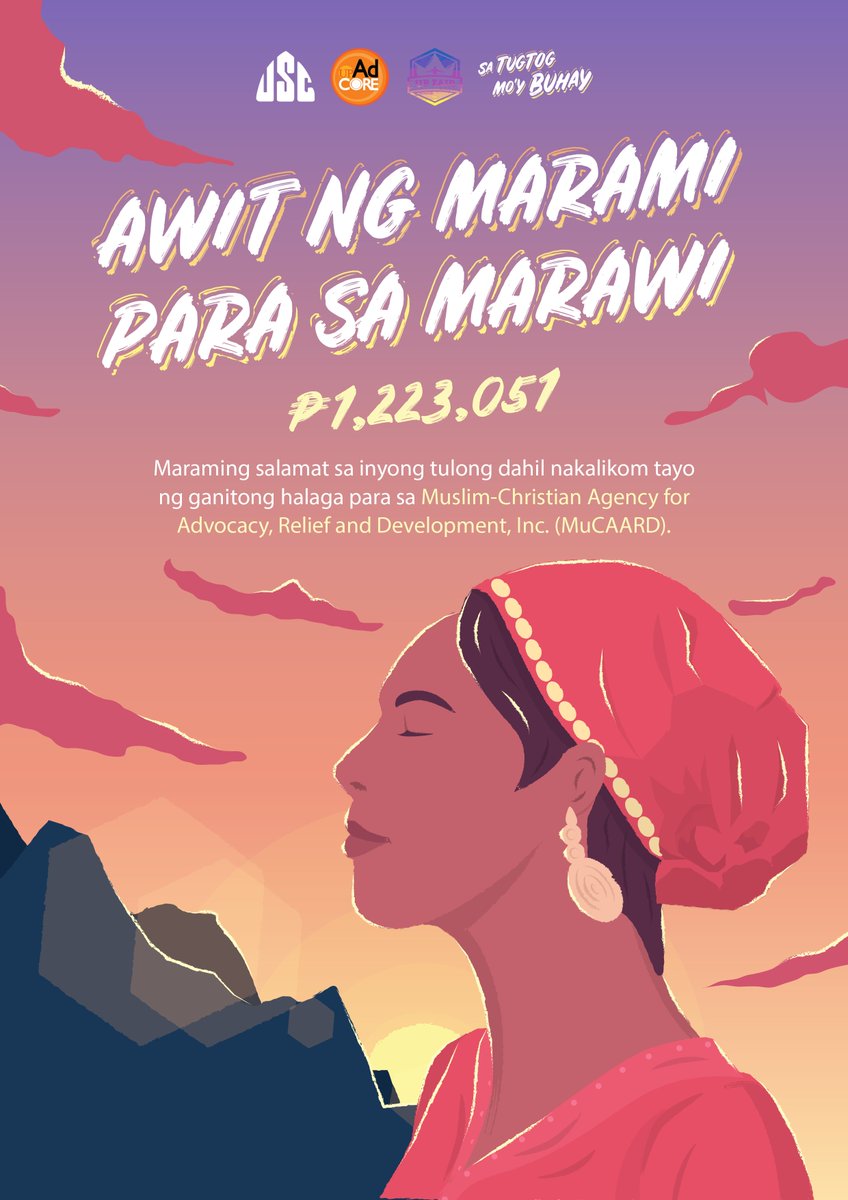 USC
UP Ad
CORE
SA TUGTOG
MO'Y BUHAY
AWIT NG MARAMI
PARA SA MARAWI
₱1,223,051
Maraming salamat sa inyong tulong dahil nakalikom tayo
ng ganitong halaga para sa Muslim-Christian Agency for
Advocacy, Relief and Development, Inc. (MuCAARD).